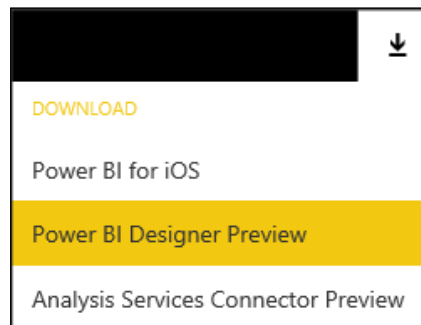 DOWNLOAD
Power BI for iOS
Power BI Designer Preview
Analysis Services Connector Preview